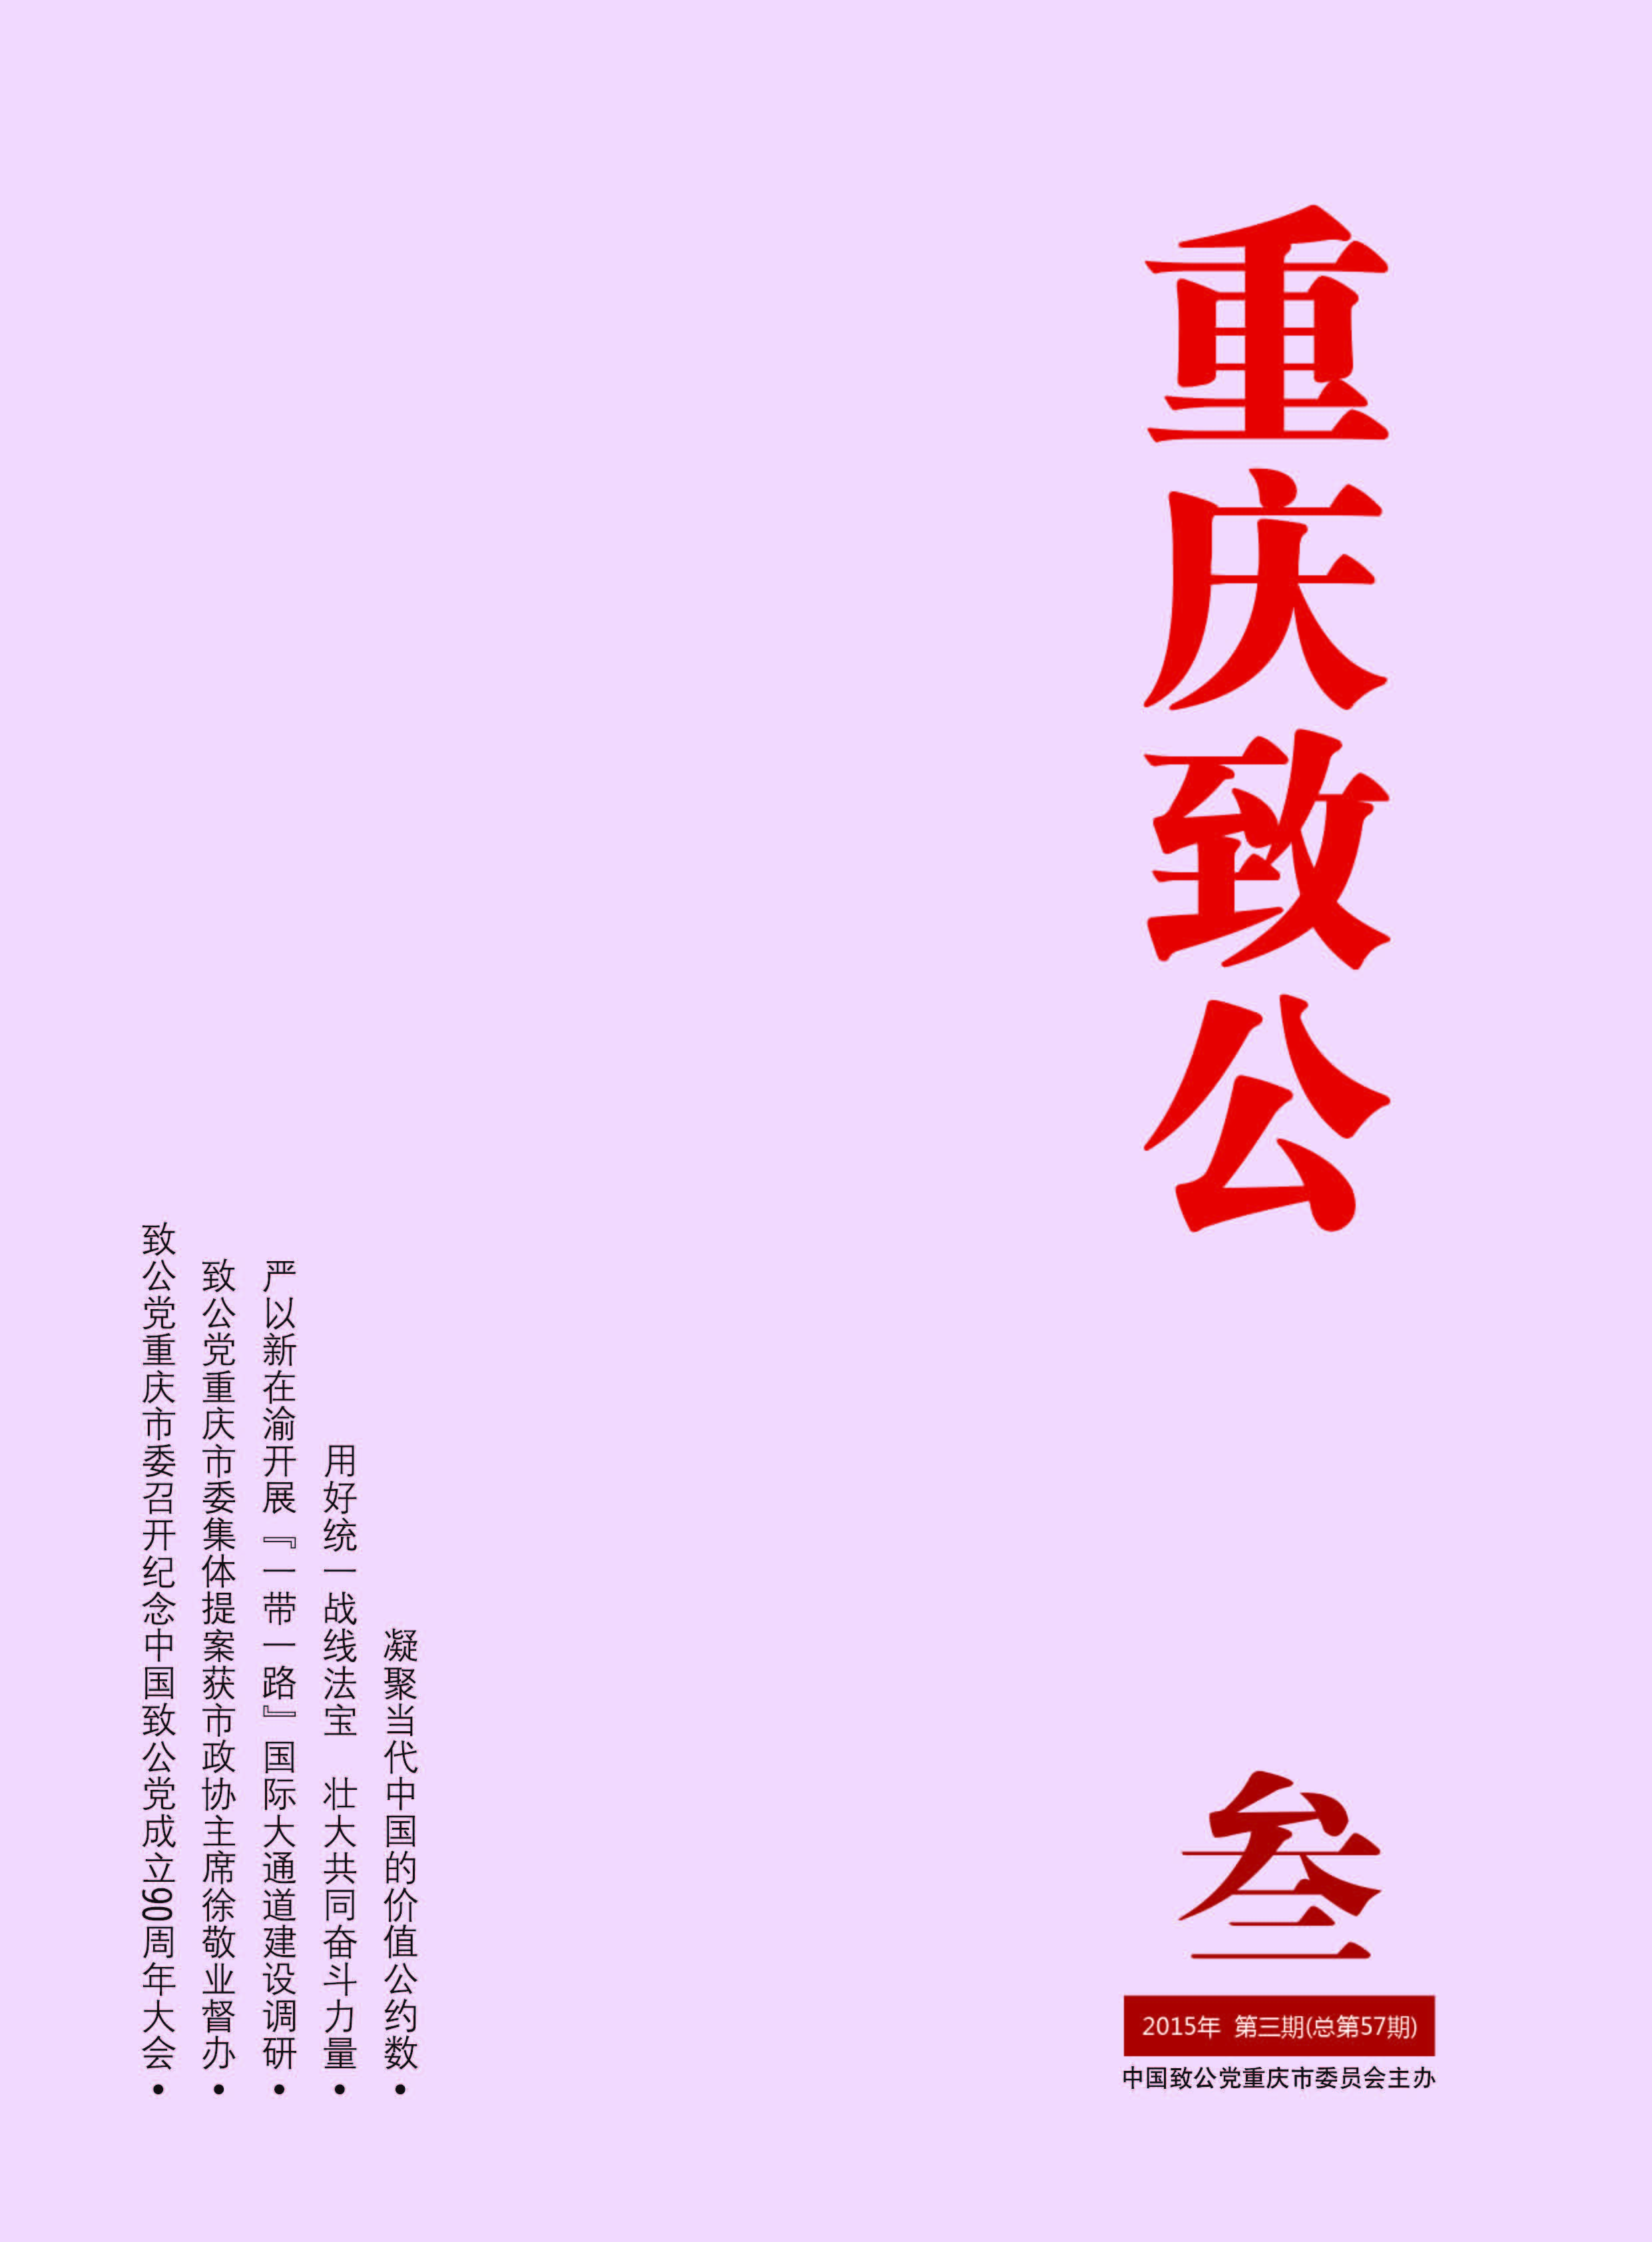 重庆致公
凝聚当代中国的价值公约数•
用好统一战线法宝 壮大共同奋斗力量•
严以新在渝开展『一带一路』国际大通道建设调研•
致公党重庆市委集体提案获市政协主席徐敬业督办•
致公党重庆市委召开纪念中国致公党成立90周年大会•
叁
2015年 第三期(总第57期)
中国致公党重庆市委员会主办